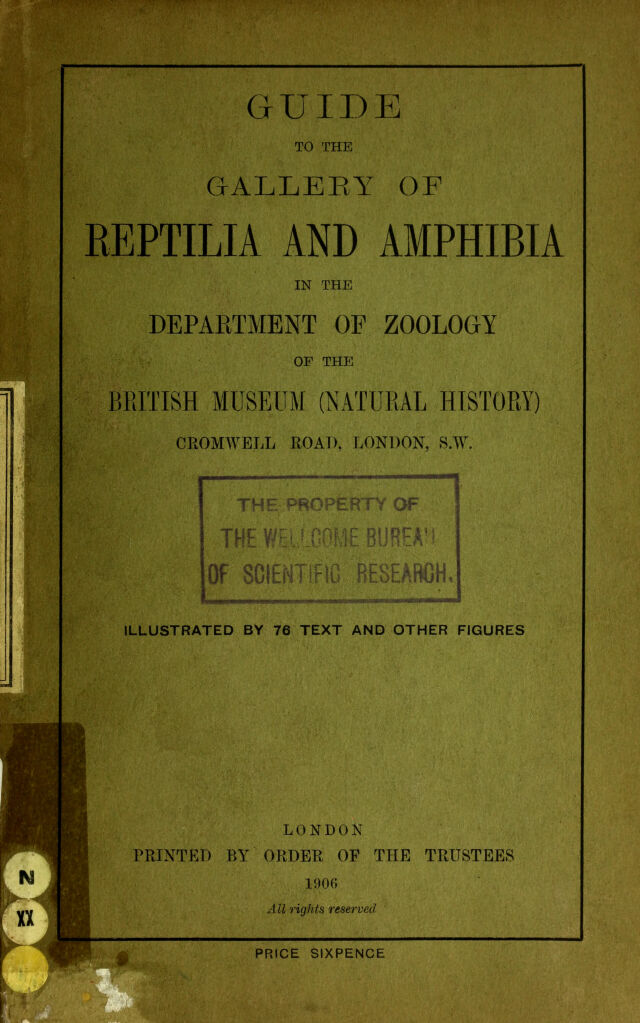 GUIDE
TO THE
GALLERY OF
REPTILIA AND AMPHIBIA
IN THE
DEPARTMENT OF ZOOLOGY
OF THE
BRITISH MUSEUM (NATURAL HISTORY)
CROMWELL ROAD, LONDON, S.W.
THE PROPERTY OF
THE WELLCOME BUREAU
OF SCIENTIFIC RESEARCH.
ILLUSTRATED BY 76 TEXT AND OTHER FIGURES
LONDON
PRINTED BY ORDER OF THE TRUSTEES
1906
All rights reserved
PRICE SIXPENCE
N
XX